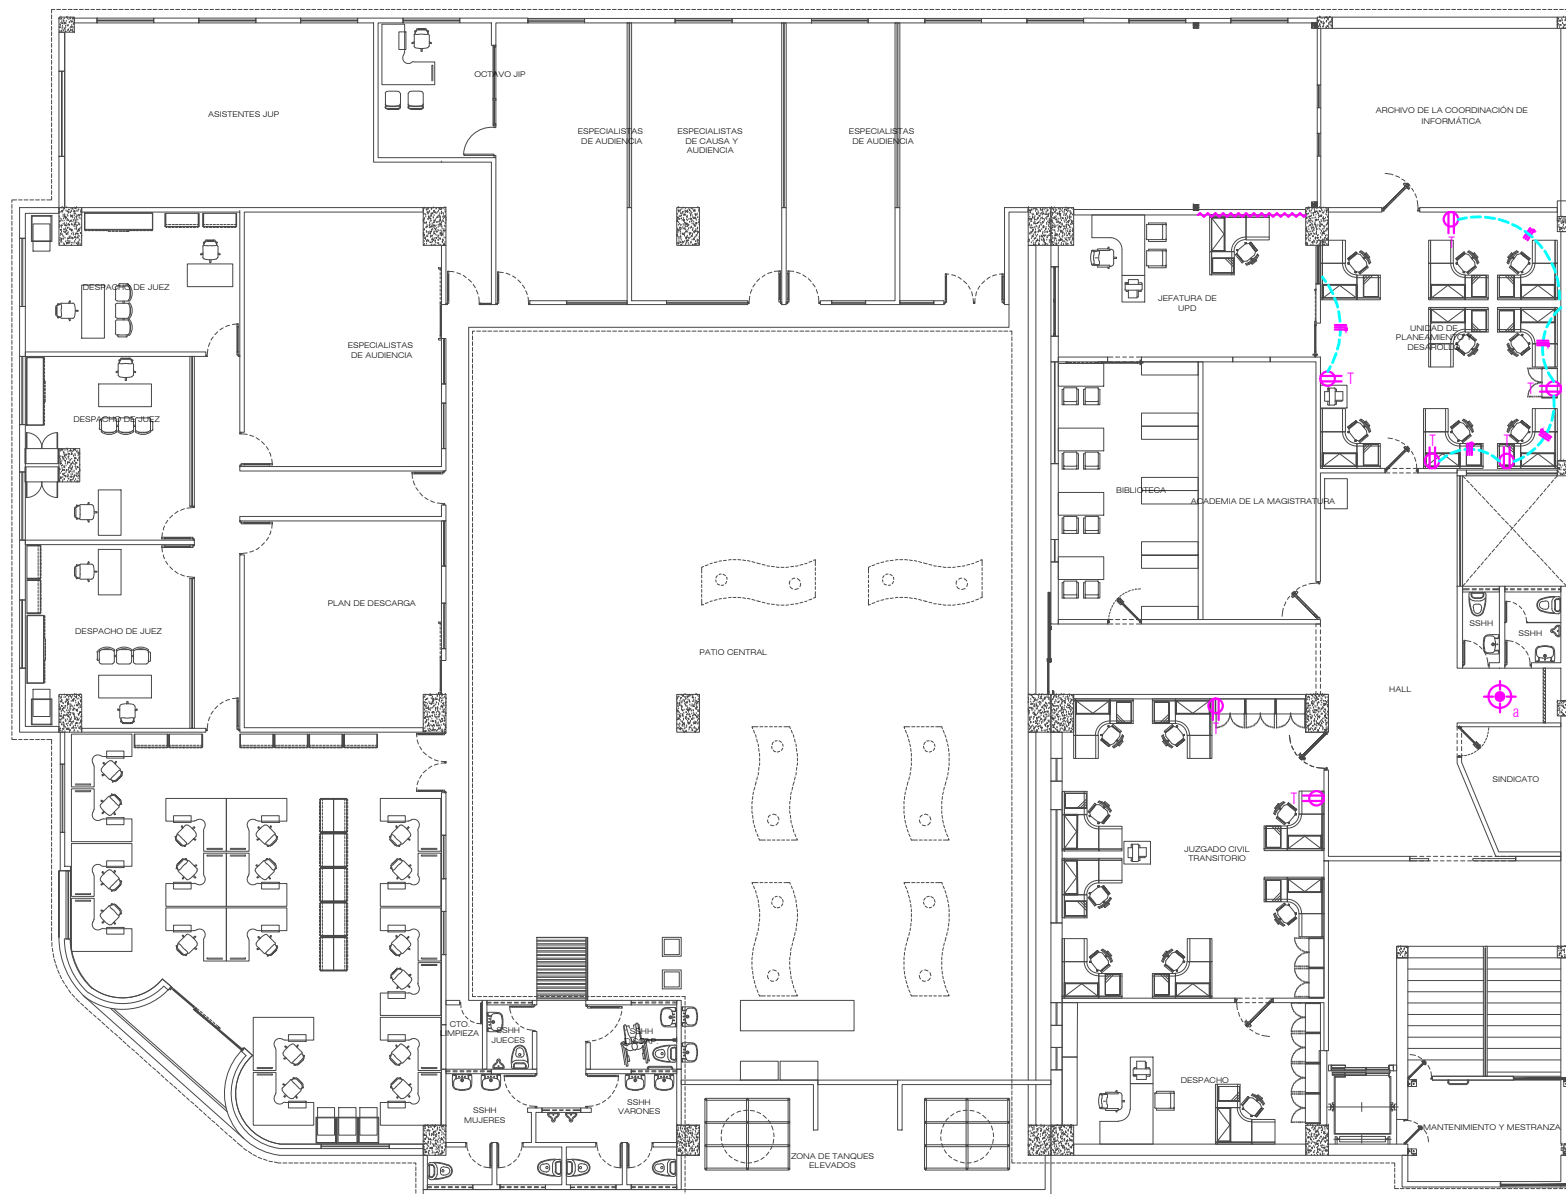 ASISTENTES JUP
OCTAVO JIP
ESPECIALISTAS
DE AUDIENCIA
ESPECIALISTAS
DE CAUSA Y
AUDIENCIA
ESPECIALISTAS
DE AUDIENCIA
ARCHIVO DE LA COORDINACIÓN DE
INFORMÁTICA
T
DESPACHO DE JUEZ
ESPECIALISTAS
DE AUDIENCIA
JEFATURA DE
UPD
UNIDAD DE
PLANEAMIENTO Y
DESAROLLO
T
T
DESPACHO DE JUEZ
T
T
BIBLIOTECA
ACADEMIA DE LA MAGISTRATURA
PLAN DE DESCARGA
DESPACHO DE JUEZ
PATIO CENTRAL
SSHH
SSHH
HALL
a
T
SINDICATO
T
JUZGADO CIVIL
TRANSITORIO
CTO.
LIMPIEZA
SSHH
JUECES
SSHH
DESPACHO
SSHH
MUJERES
SSHH
VARONES
MANTENIMIENTO Y MESTRANZA
ZONA DE TANQUES
ELEVADOS